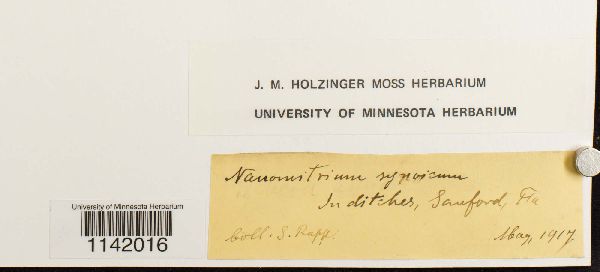 J. M. HOLZINGER MOSS HERBARIUM
UNIVERSITY OF MINNESOTA HERBARIUM
Nanomitrium synoicum
In ditches, Sanford, Fla
Coll. S. Rapp.
May, 1917.
University of Minnesota Herbarium
1142016